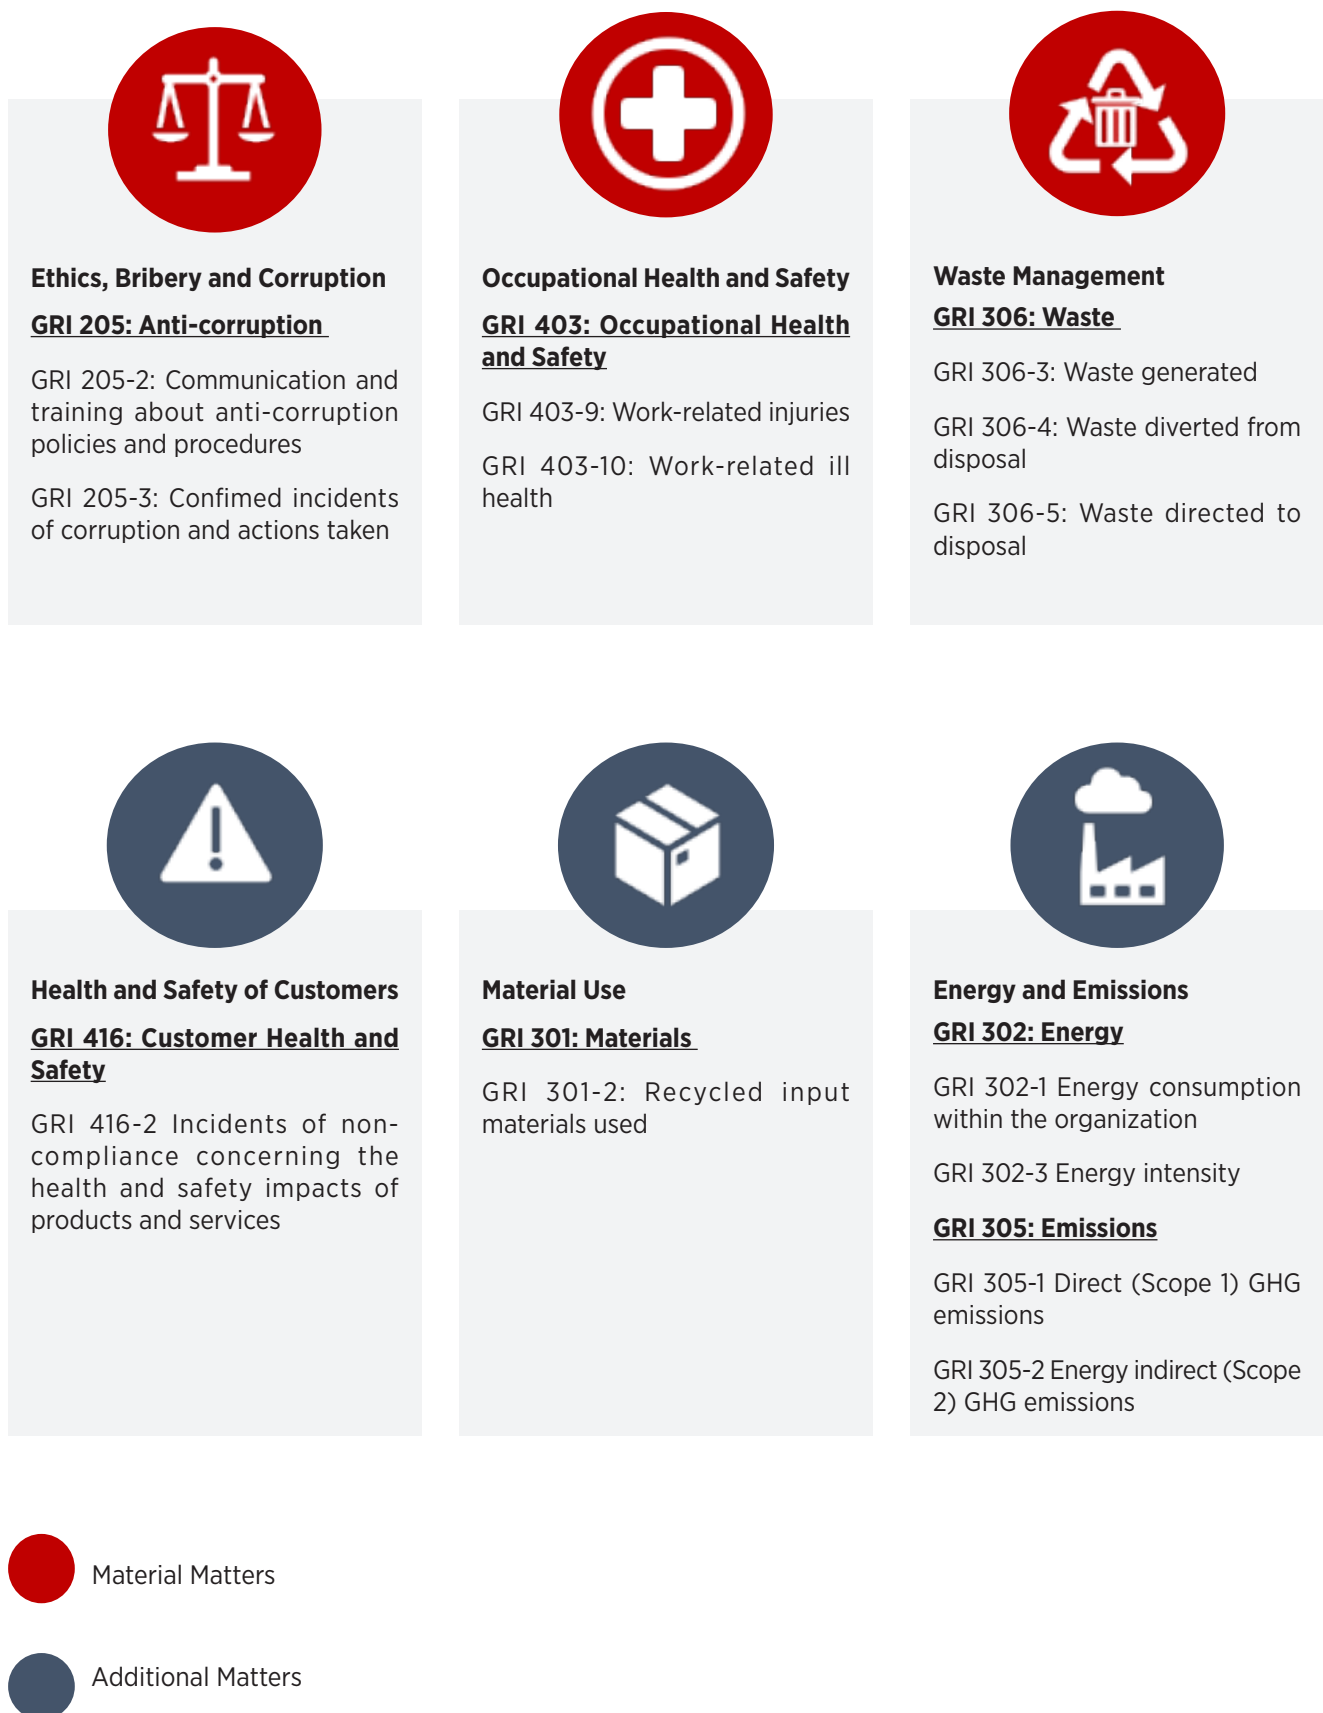 Ethics, Bribery and Corruption
GRI 205: Anti-corruption
GRI 205-2: Communication and
training about anti-corruption
policies and procedures
GRI 205-3: Confimed incidents
of corruption and actions taken
Occupational Health and Safety
GRI 403: Occupational Health
and Safety
GRI 403-9: Work-related injuries
GRI 403-10: Work-related ill
health
Waste Management
GRI 306: Waste
GRI 306-3: Waste generated
GRI 306-4: Waste diverted from
disposal
GRI 306-5: Waste directed to
disposal
Health and Safety of Customers
GRI 416: Customer Health and
Safety
GRI 416-2 Incidents of non-
compliance concerning the
health and safety impacts of
products and services
Material Use
GRI 301: Materials
GRI 301-2: Recycled input
materials used
Energy and Emissions
GRI 302: Energy
GRI 302-1 Energy consumption
within the organization
GRI 302-3 Energy intensity
GRI 305: Emissions
GRI 305-1 Direct (Scope 1) GHG
emissions
GRI 305-2 Energy indirect (Scope
2) GHG emissions
Material Matters
Additional Matters